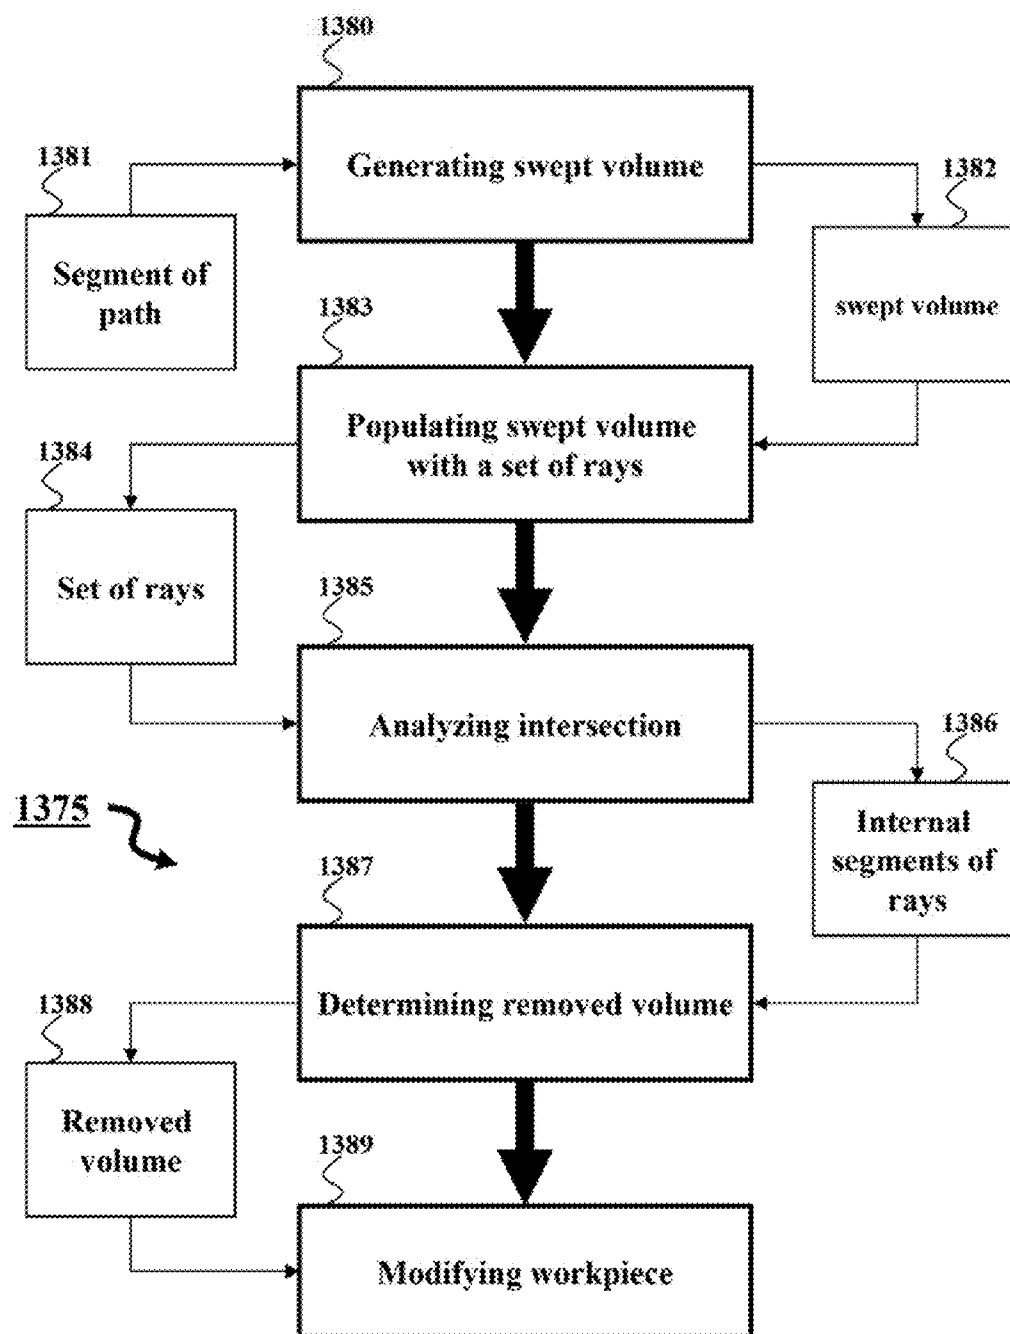 1380
Generating swept volume
1381
Segment of
path
1382
swept volume
1383
Populating swept volume
with a set of rays
1384
Set of rays
1385
Analyzing intersection
1386
Internal
segments of
rays
1375
1387
Determining removed volume
1388
Removed
volume
1389
Modifying workpiece